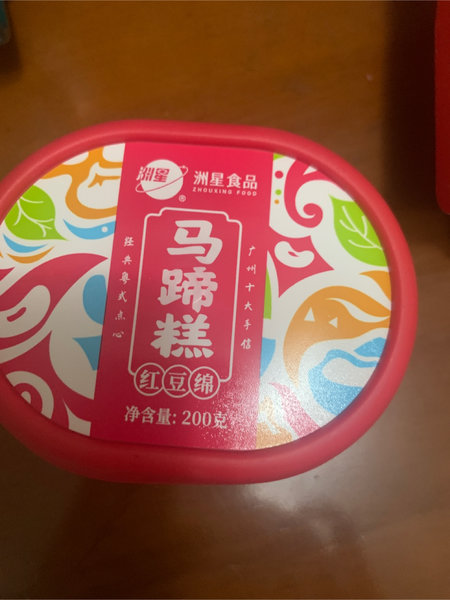 洲星
®
洲星食品
ZHOUXING FOOD
马蹄糕
经典粤式点心
广州十大手信
红豆绵
净含量: 200克